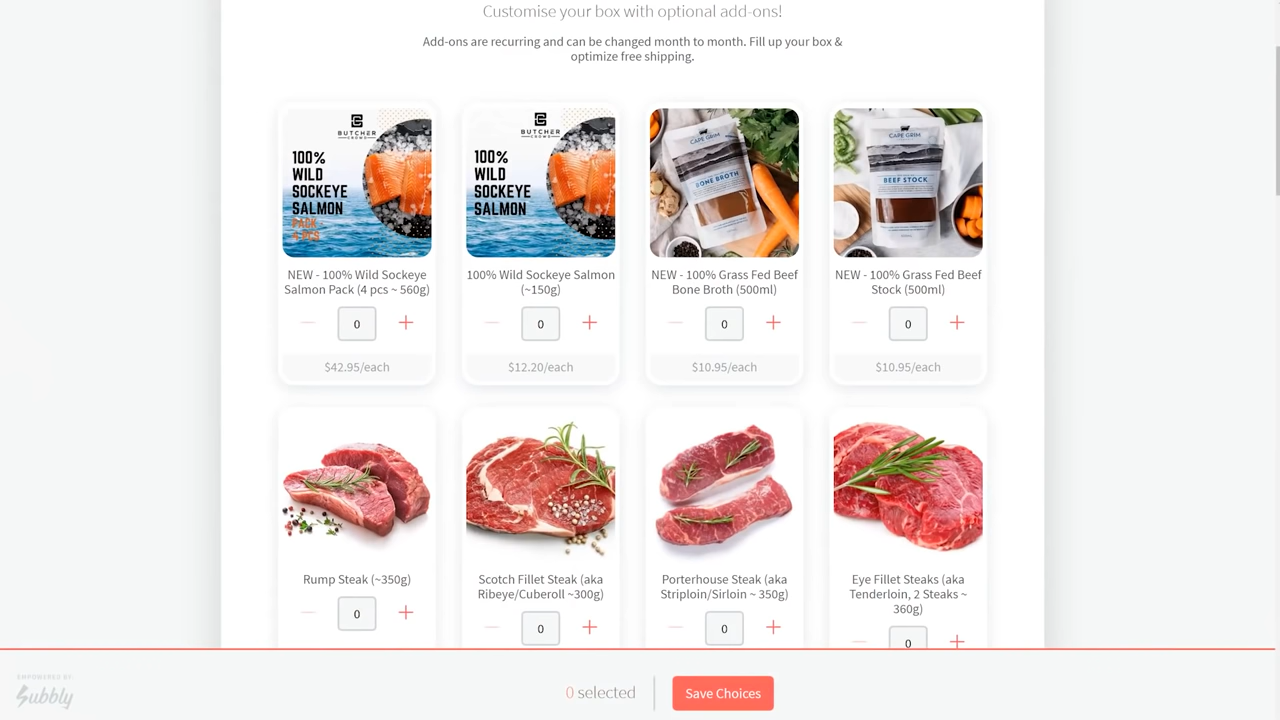 Customise your box with optional add-ons!
Add-ons are recurring and can be changed month to month. Fill up your box &
optimize free shipping.
BUTCHER
CROWD
100%
WILD
SOCKEYE
SALMON
PACK
4 PCS
NEW - 100% Wild Sockeye
Salmon Pack (4 pcs ~ 560g)
0
$42.95/each
BUTCHER
CROWD
100%
WILD
SOCKEYE
SALMON
100% Wild Sockeye Salmon
(~150g)
0
$12.20/each
CAPE GRIM
BONE BROTH
NEW - 100% Grass Fed Beef
Bone Broth (500ml)
0
$10.95/each
CAPE GRIM
BEEF STOCK
NEW - 100% Grass Fed Beef
Stock (500ml)
0
$10.95/each
Rump Steak (~350g)
0
Scotch Fillet Steak (aka
Ribeye/Cuberoll ~300g)
0
Porterhouse Steak (aka
Striploin/Sirloin ~ 350g)
0
Eye Fillet Steaks (aka
Tenderloin, 2 Steaks ~
360g)
0
EMPOWERED BY:
Subbly
0 selected
Save Choices